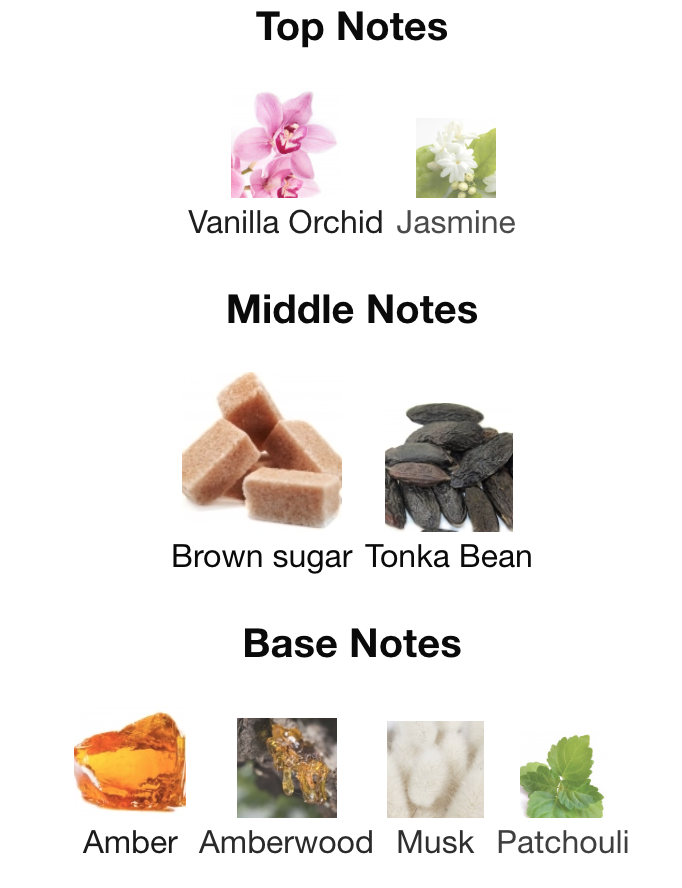 Top Notes
Vanilla Orchid Jasmine
Middle Notes
Brown sugar Tonka Bean
Base Notes
Amber Amberwood Musk Patchouli